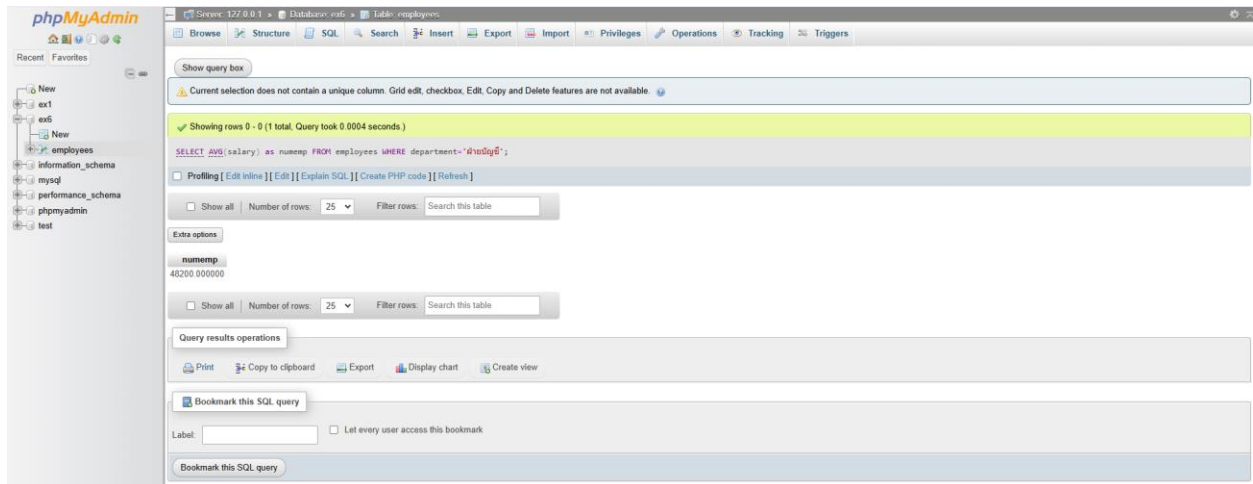 phpMyAdmin
Recent Favorites
New
ex1
ex6
New
employees
information_schema
mysql
performance_schema
phpmyadmin
test
Server: 127.0.0.1 » Database: ex6 » Table: employees
Browse Structure SQL Search Insert Export Import Privileges Operations Tracking Triggers
Show query box
Current selection does not contain a unique column. Grid edit, checkbox, Edit, Copy and Delete features are not available.
Showing rows 0 - 0 (1 total, Query took 0.0004 seconds.)
SELECT AVG(salary) as numemp FROM employees WHERE department='ฝ่ายบัญชี';
Profiling [ Edit inline ] [ Edit ] [ Explain SQL ] [ Create PHP code ] [ Refresh ]
Show all | Number of rows: 25 Filter rows: Search this table
Extra options
numemp
48200.000000
Show all | Number of rows: 25 Filter rows: Search this table
Query results operations
Print Copy to clipboard Export Display chart Create view
Bookmark this SQL query
Label: Let every user access this bookmark
Bookmark this SQL query